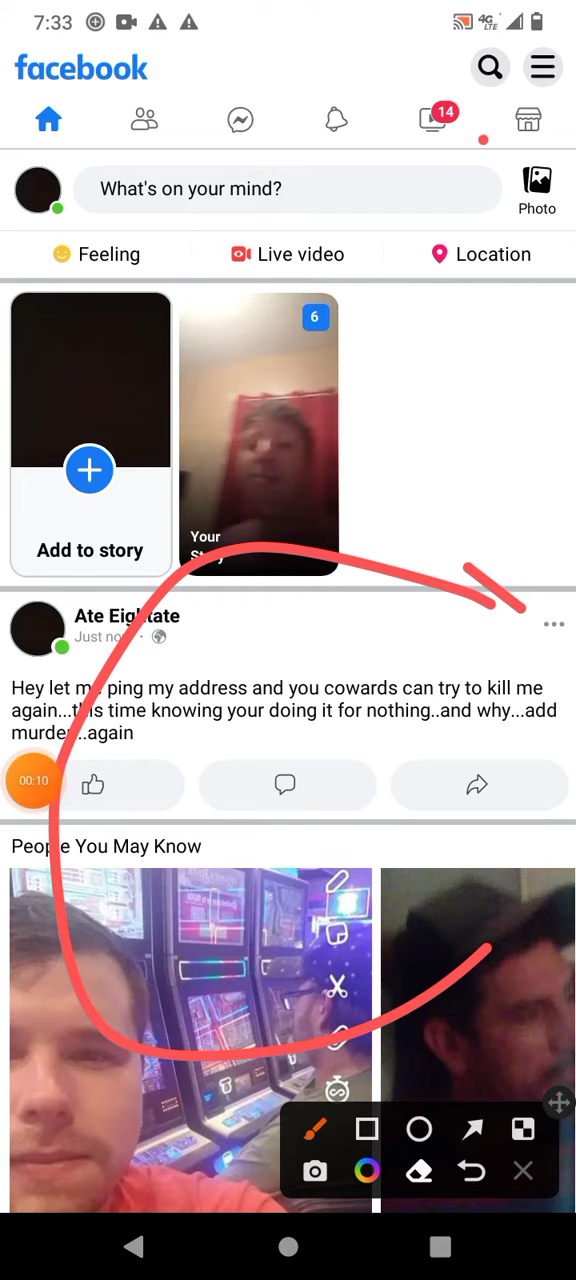 7:33
4G
LTE
facebook
14
What's on your mind?
Photo
Feeling
Live video
Location
6
Add to story
Your
Story
Ate Eightate
Just now ·
Hey let me ping my address and you cowards can try to kill me
again...this time knowing your doing it for nothing..and why...add
murder..again
00:10
People You May Know